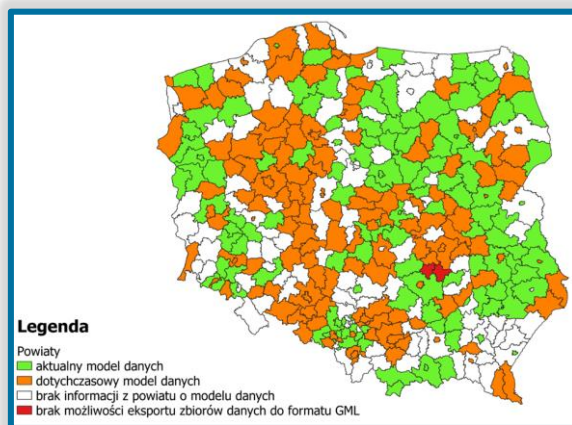 Legenda
Powiaty
aktualny model danych
dotychczasowy model danych
brak informacji z powiatu o modelu danych
brak możliwości eksportu zbiorów danych do formatu GML